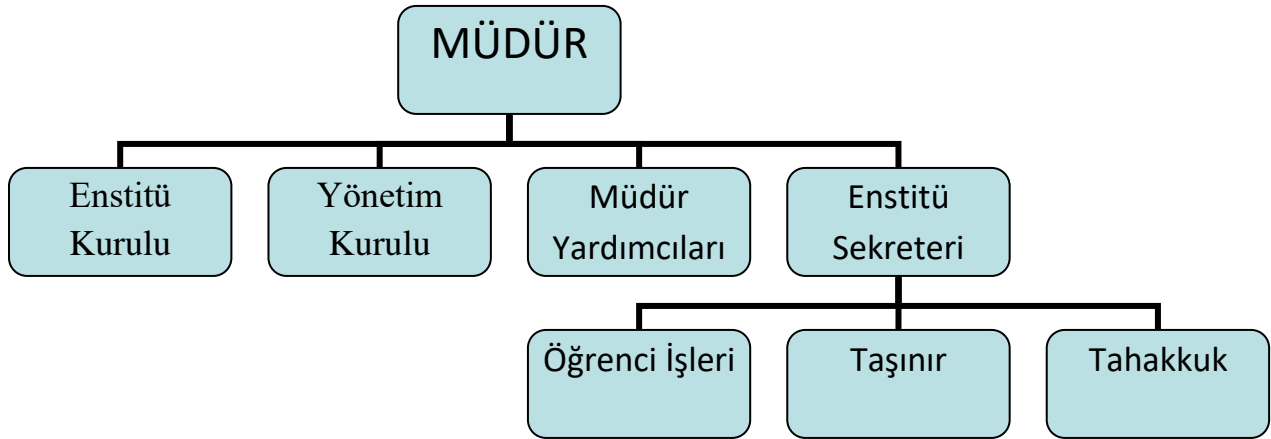 MÜDÜR
Enstitü
Kurulu
Yönetim
Kurulu
Müdür
Yardımcıları
Enstitü
Sekreteri
Öğrenci İşleri
Taşınır
Tahakkuk